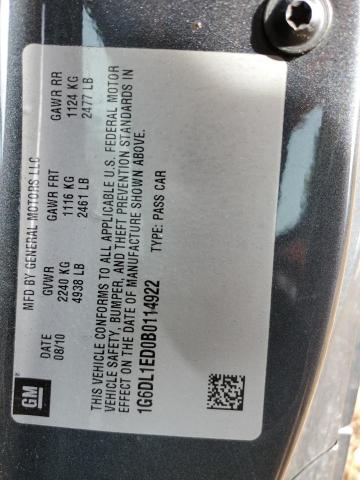 GM
MFD BY GENERAL MOTORS LLC
DATE GVWR GAWR FRT GAWR RR
08/10 2240 KG 1116 KG 1124 KG
4938 LB 2461 LB 2477 LB
THIS VEHICLE CONFORMS TO ALL APPLICABLE U.S. FEDERAL MOTOR
VEHICLE SAFETY, BUMPER, AND THEFT PREVENTION STANDARDS IN
EFFECT ON THE DATE OF MANUFACTURE SHOWN ABOVE.
1G6DL1ED0B0114922 TYPE: PASS CAR